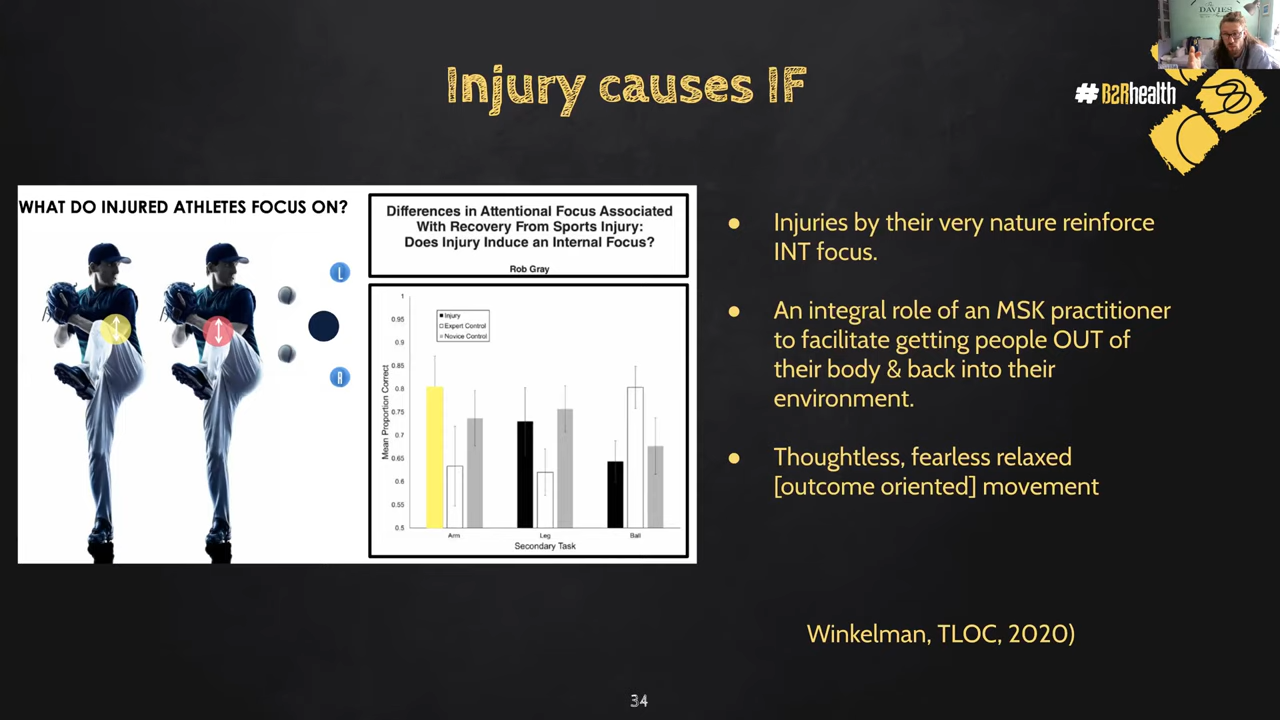 DAVIES
Injury causes IF
#B2Rhealth
WHAT DO INJURED ATHLETES FOCUS ON?
L
R
Differences in Attentional Focus Associated
With Recovery From Sports Injury:
Does Injury Induce an Internal Focus?
Rob Gray
Injury
Expert Control
Novice Control
Mean Proportion Correct
1
0.95
0.9
0.85
0.8
0.75
0.7
0.65
0.6
0.55
0.5
Arm
Leg
Ball
Secondary Task
● Injuries by their very nature reinforce
INT focus.
● An integral role of an MSK practitioner
to facilitate getting people OUT of
their body & back into their
environment.
● Thoughtless, fearless relaxed
[outcome oriented] movement
Winkelman, TLOC, 2020)
34